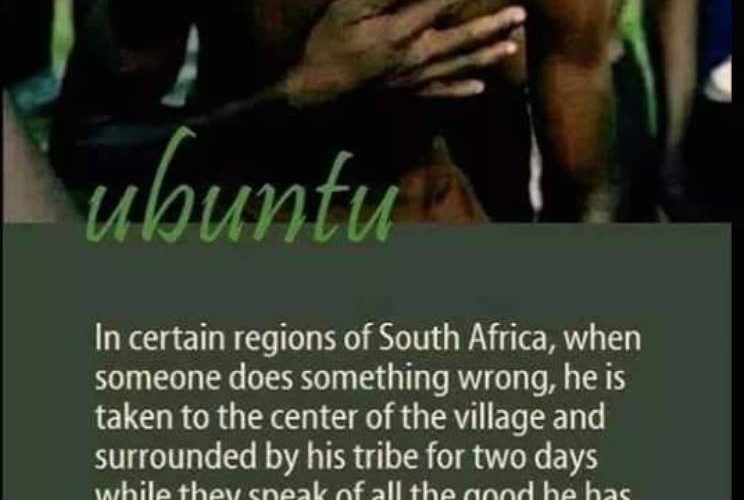 ubuntu
In certain regions of South Africa, when
someone does something wrong, he is
taken to the center of the village and
surrounded by his tribe for two days
while they speak of all the good he has